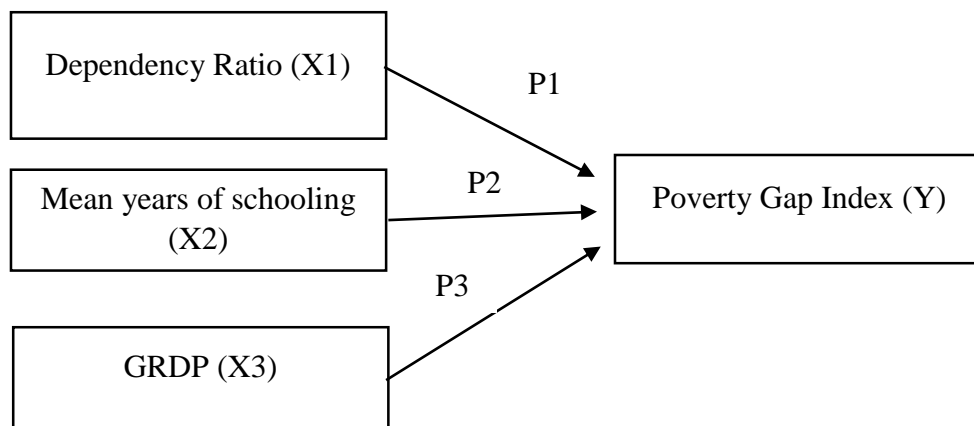 Dependency Ratio (X1)
P1
Mean years of schooling
(X2)
P2
Poverty Gap Index (Y)
P3
GRDP (X3)